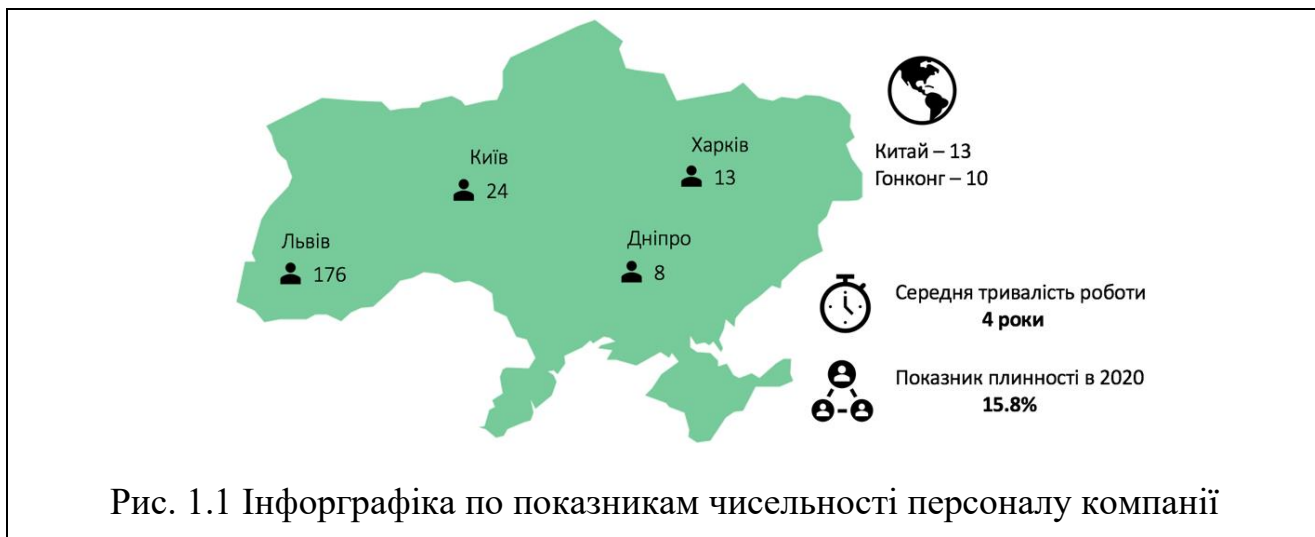 Київ
24
Харків
13
Львів
176
Дніпро
8
Китай – 13
Гонконг – 10
Середня тривалість роботи
4 роки
Показник плинності в 2020
15.8%
Рис. 1.1 Інфорграфіка по показникам чисельності персоналу компанії